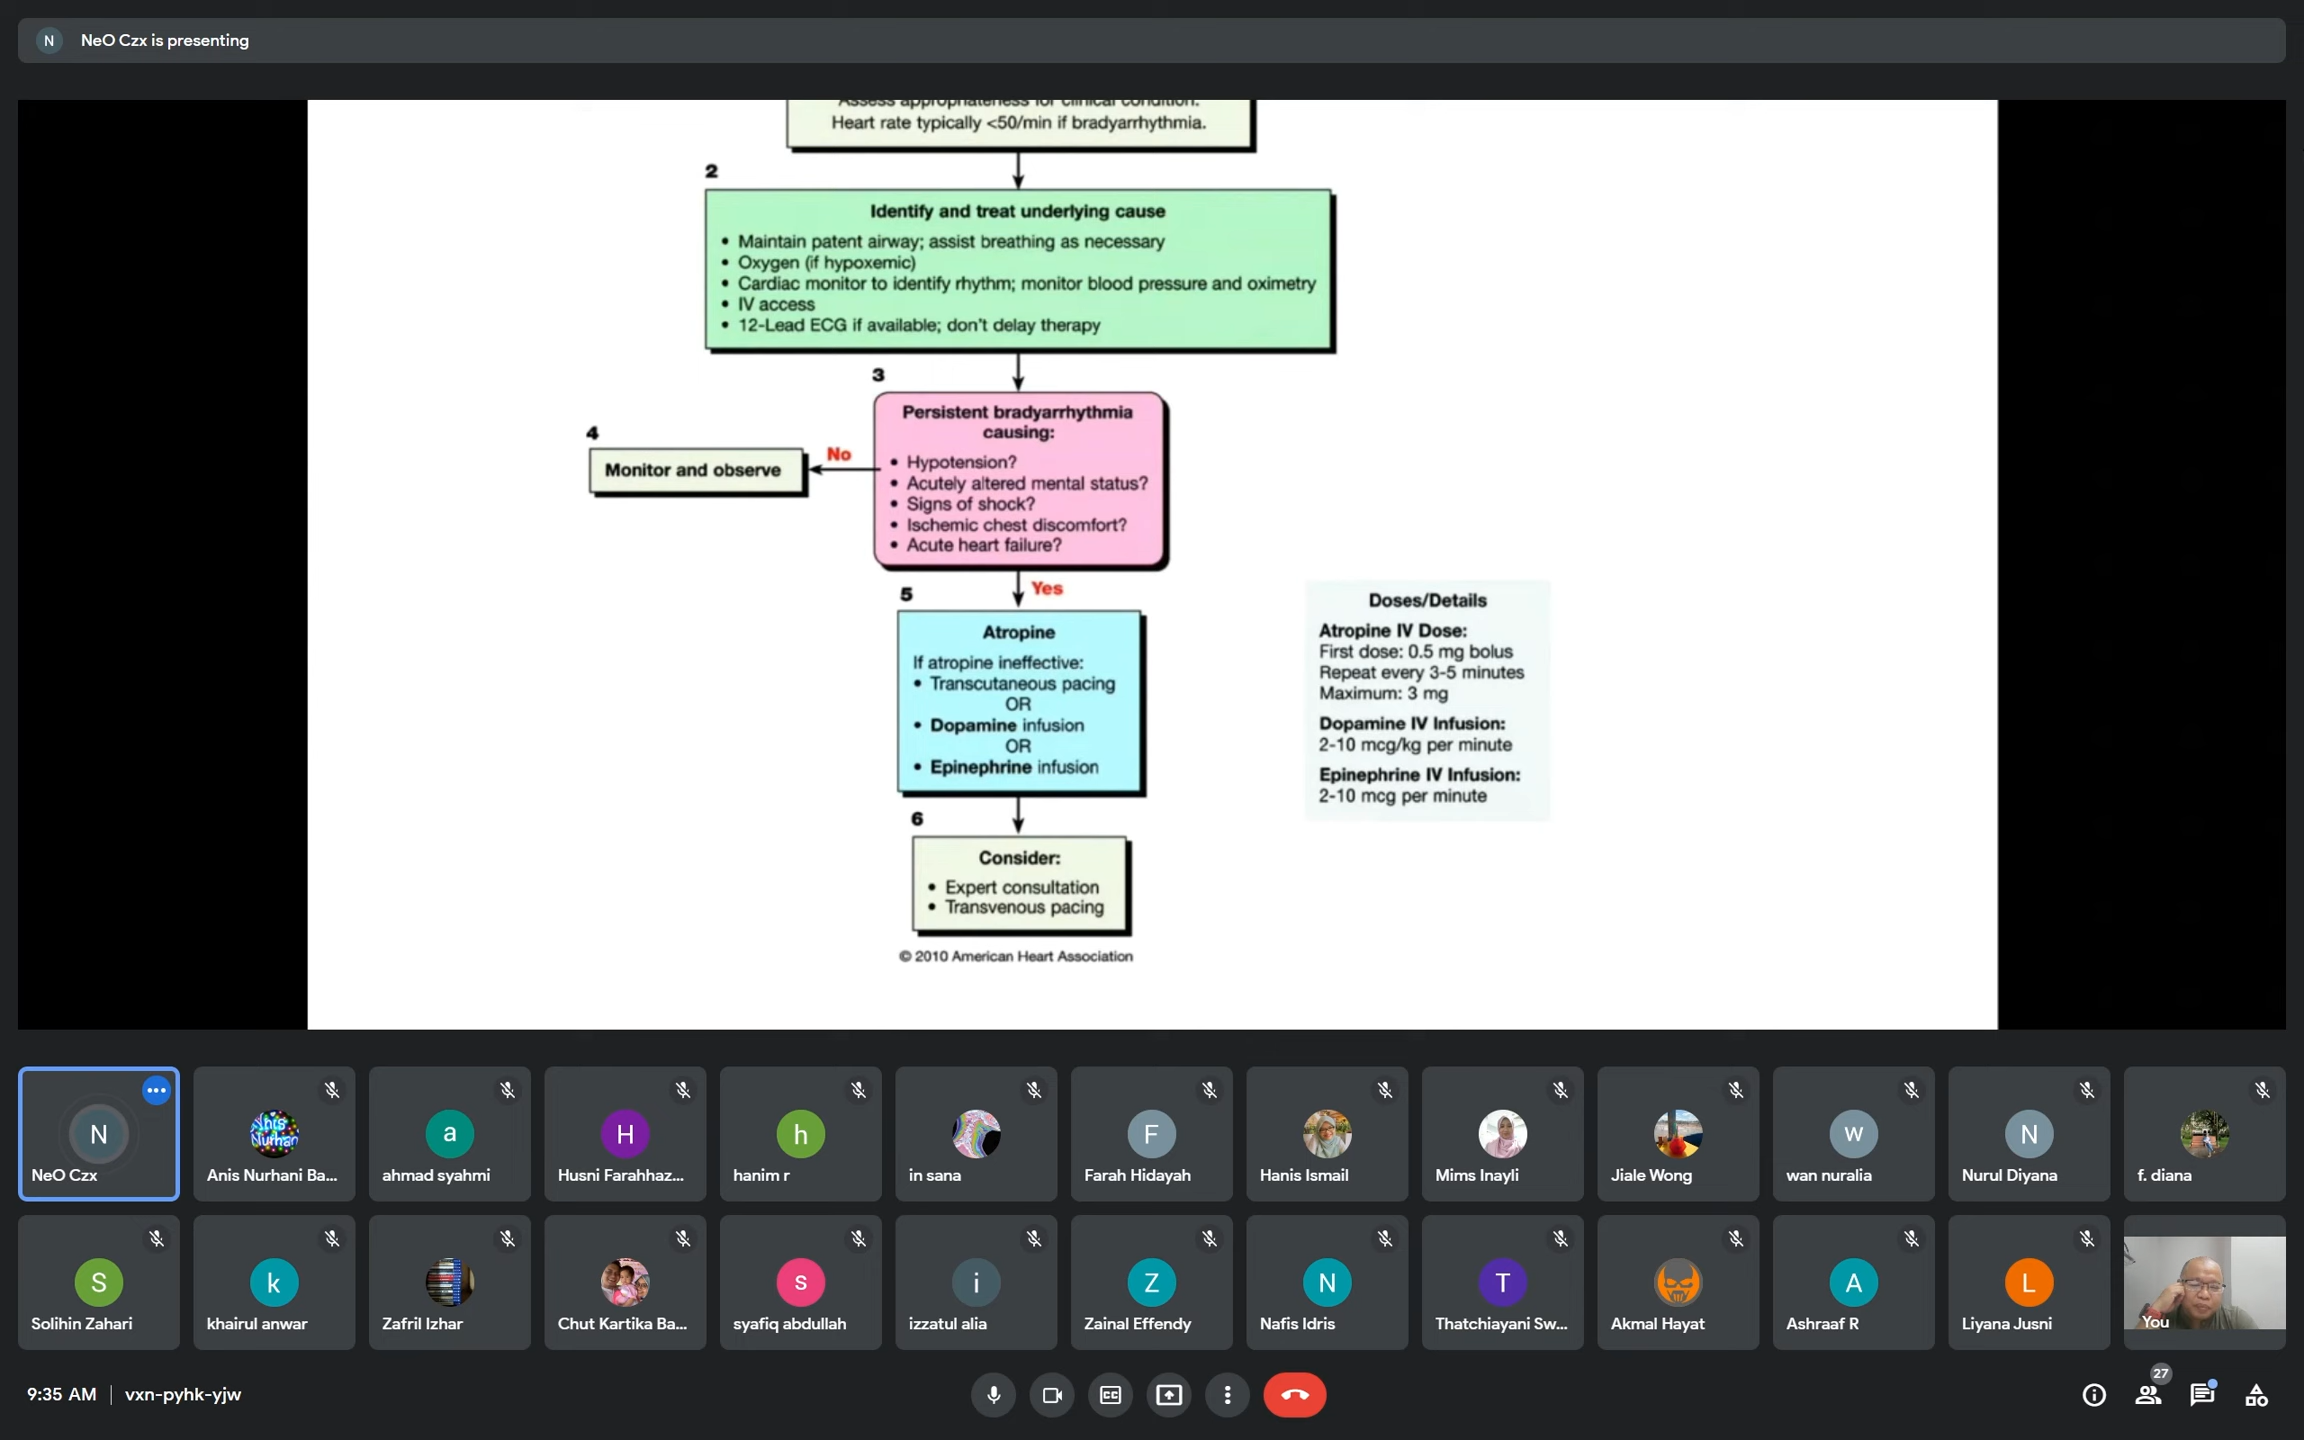 N
NeO Czx is presenting
Assess appropriateness for clinical condition.
Heart rate typically <50/min if bradyarrhythmia.
2
Identify and treat underlying cause
• Maintain patent airway; assist breathing as necessary
• Oxygen (if hypoxemic)
• Cardiac monitor to identify rhythm; monitor blood pressure and oximetry
• IV access
• 12-Lead ECG if available; don't delay therapy
3
Persistent bradyarrhythmia
causing:
• Hypotension?
• Acutely altered mental status?
• Signs of shock?
• Ischemic chest discomfort?
• Acute heart failure?
4
No
Monitor and observe
Yes
5
Atropine
If atropine ineffective:
• Transcutaneous pacing
OR
• Dopamine infusion
OR
• Epinephrine infusion
Doses/Details
Atropine IV Dose:
First dose: 0.5 mg bolus
Repeat every 3-5 minutes
Maximum: 3 mg
Dopamine IV Infusion:
2-10 mcg/kg per minute
Epinephrine IV Infusion:
2-10 mcg per minute
6
Consider:
• Expert consultation
• Transvenous pacing
© 2010 American Heart Association
N
NeO Czx
Anis Nurhani Ba...
a
ahmad syahmi
H
Husni Farahhaz...
h
hanim r
in sana
F
Farah Hidayah
Hanis Ismail
Mims Inayli
Jiale Wong
w
wan nuralia
N
Nurul Diyana
f. diana
S
Solihin Zahari
k
khairul anwar
Zafril Izhar
Chut Kartika Ba...
s
syafiq abdullah
i
izzatul alia
Z
Zainal Effendy
N
Nafis Idris
T
Thatchiayani Sw...
Akmal Hayat
A
Ashraaf R
L
Liyana Jusni
You
9:35 AM | vxn-pyhk-yjw
CC
27